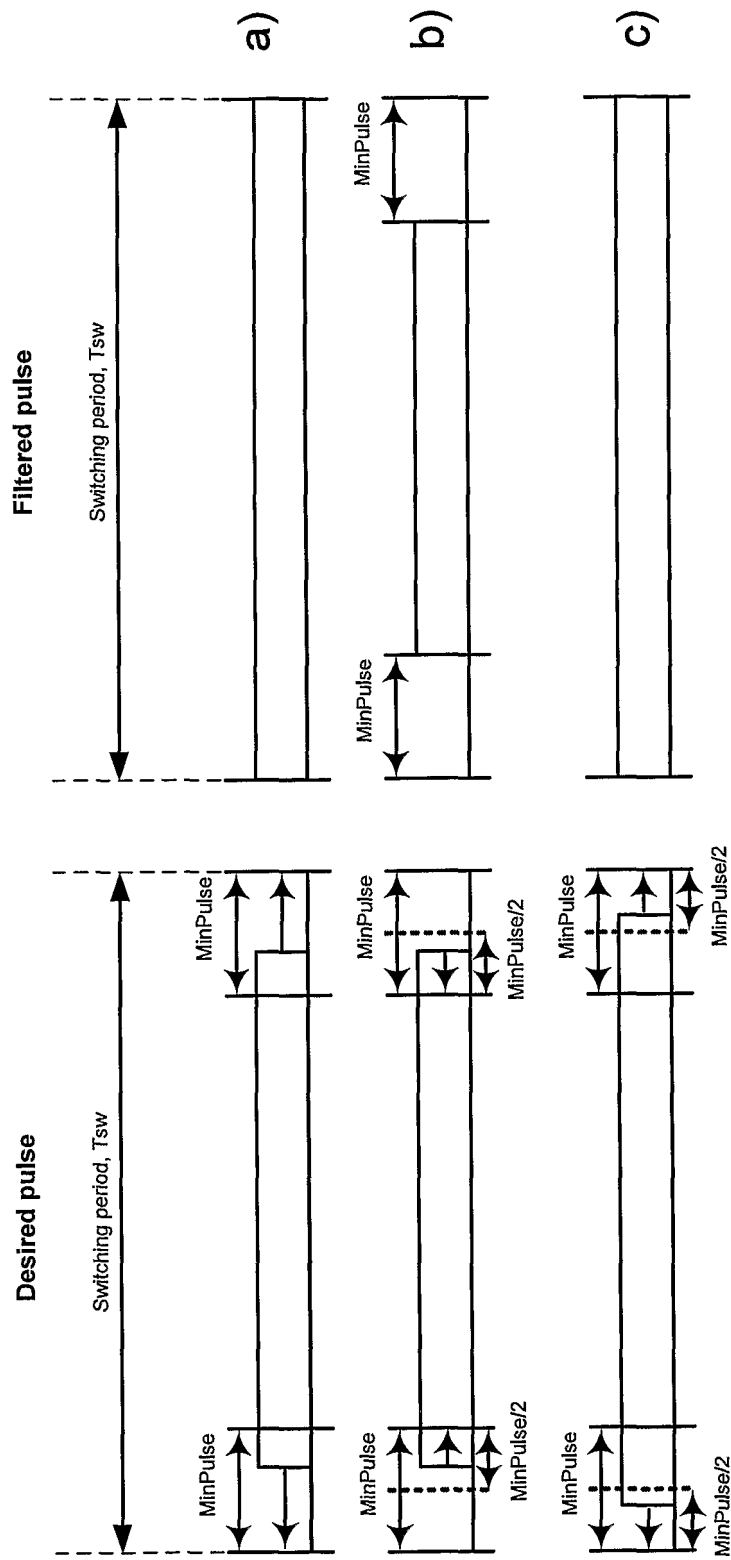 Desired pulse
Filtered pulse
Switching period, Tsw
Switching period, Tsw
MinPulse
MinPulse
a)
MinPulse
MinPulse
MinPulse
MinPulse
b)
MinPulse/2
MinPulse/2
MinPulse
MinPulse
c)
MinPulse/2
MinPulse/2